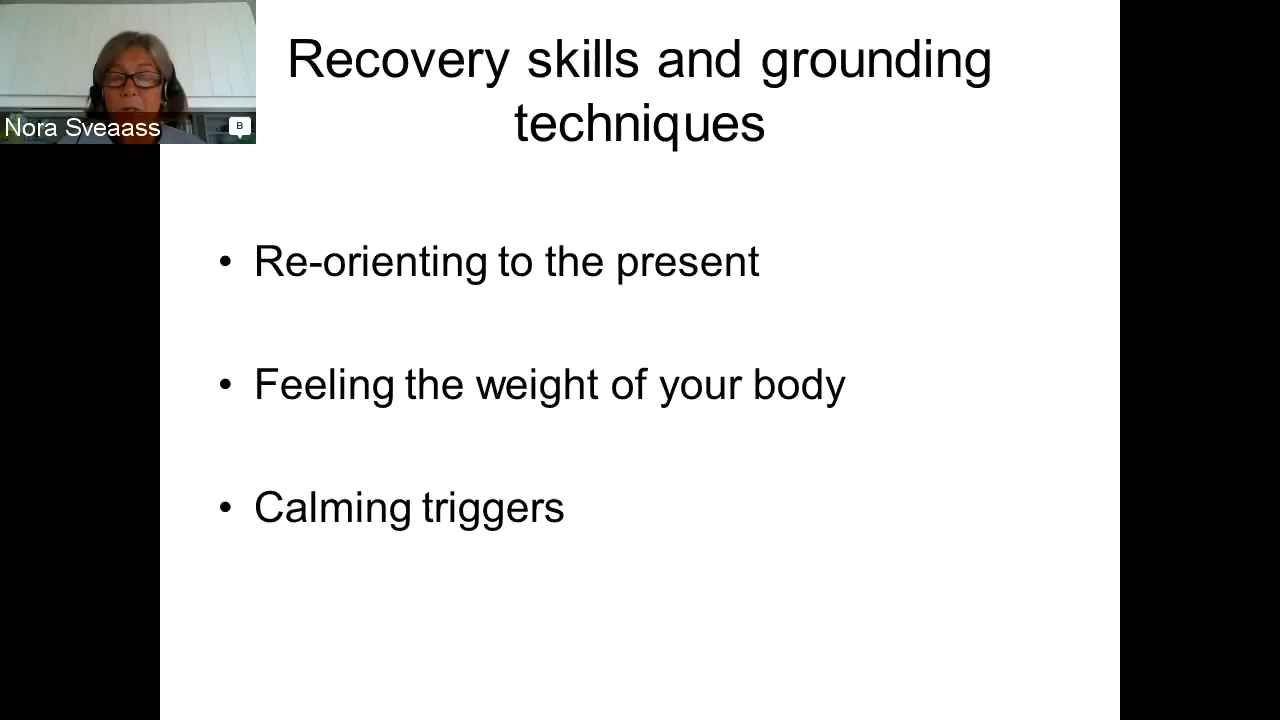 Recovery skills and grounding
techniques
Nora Sveaass
B
• Re-orienting to the present
• Feeling the weight of your body
• Calming triggers